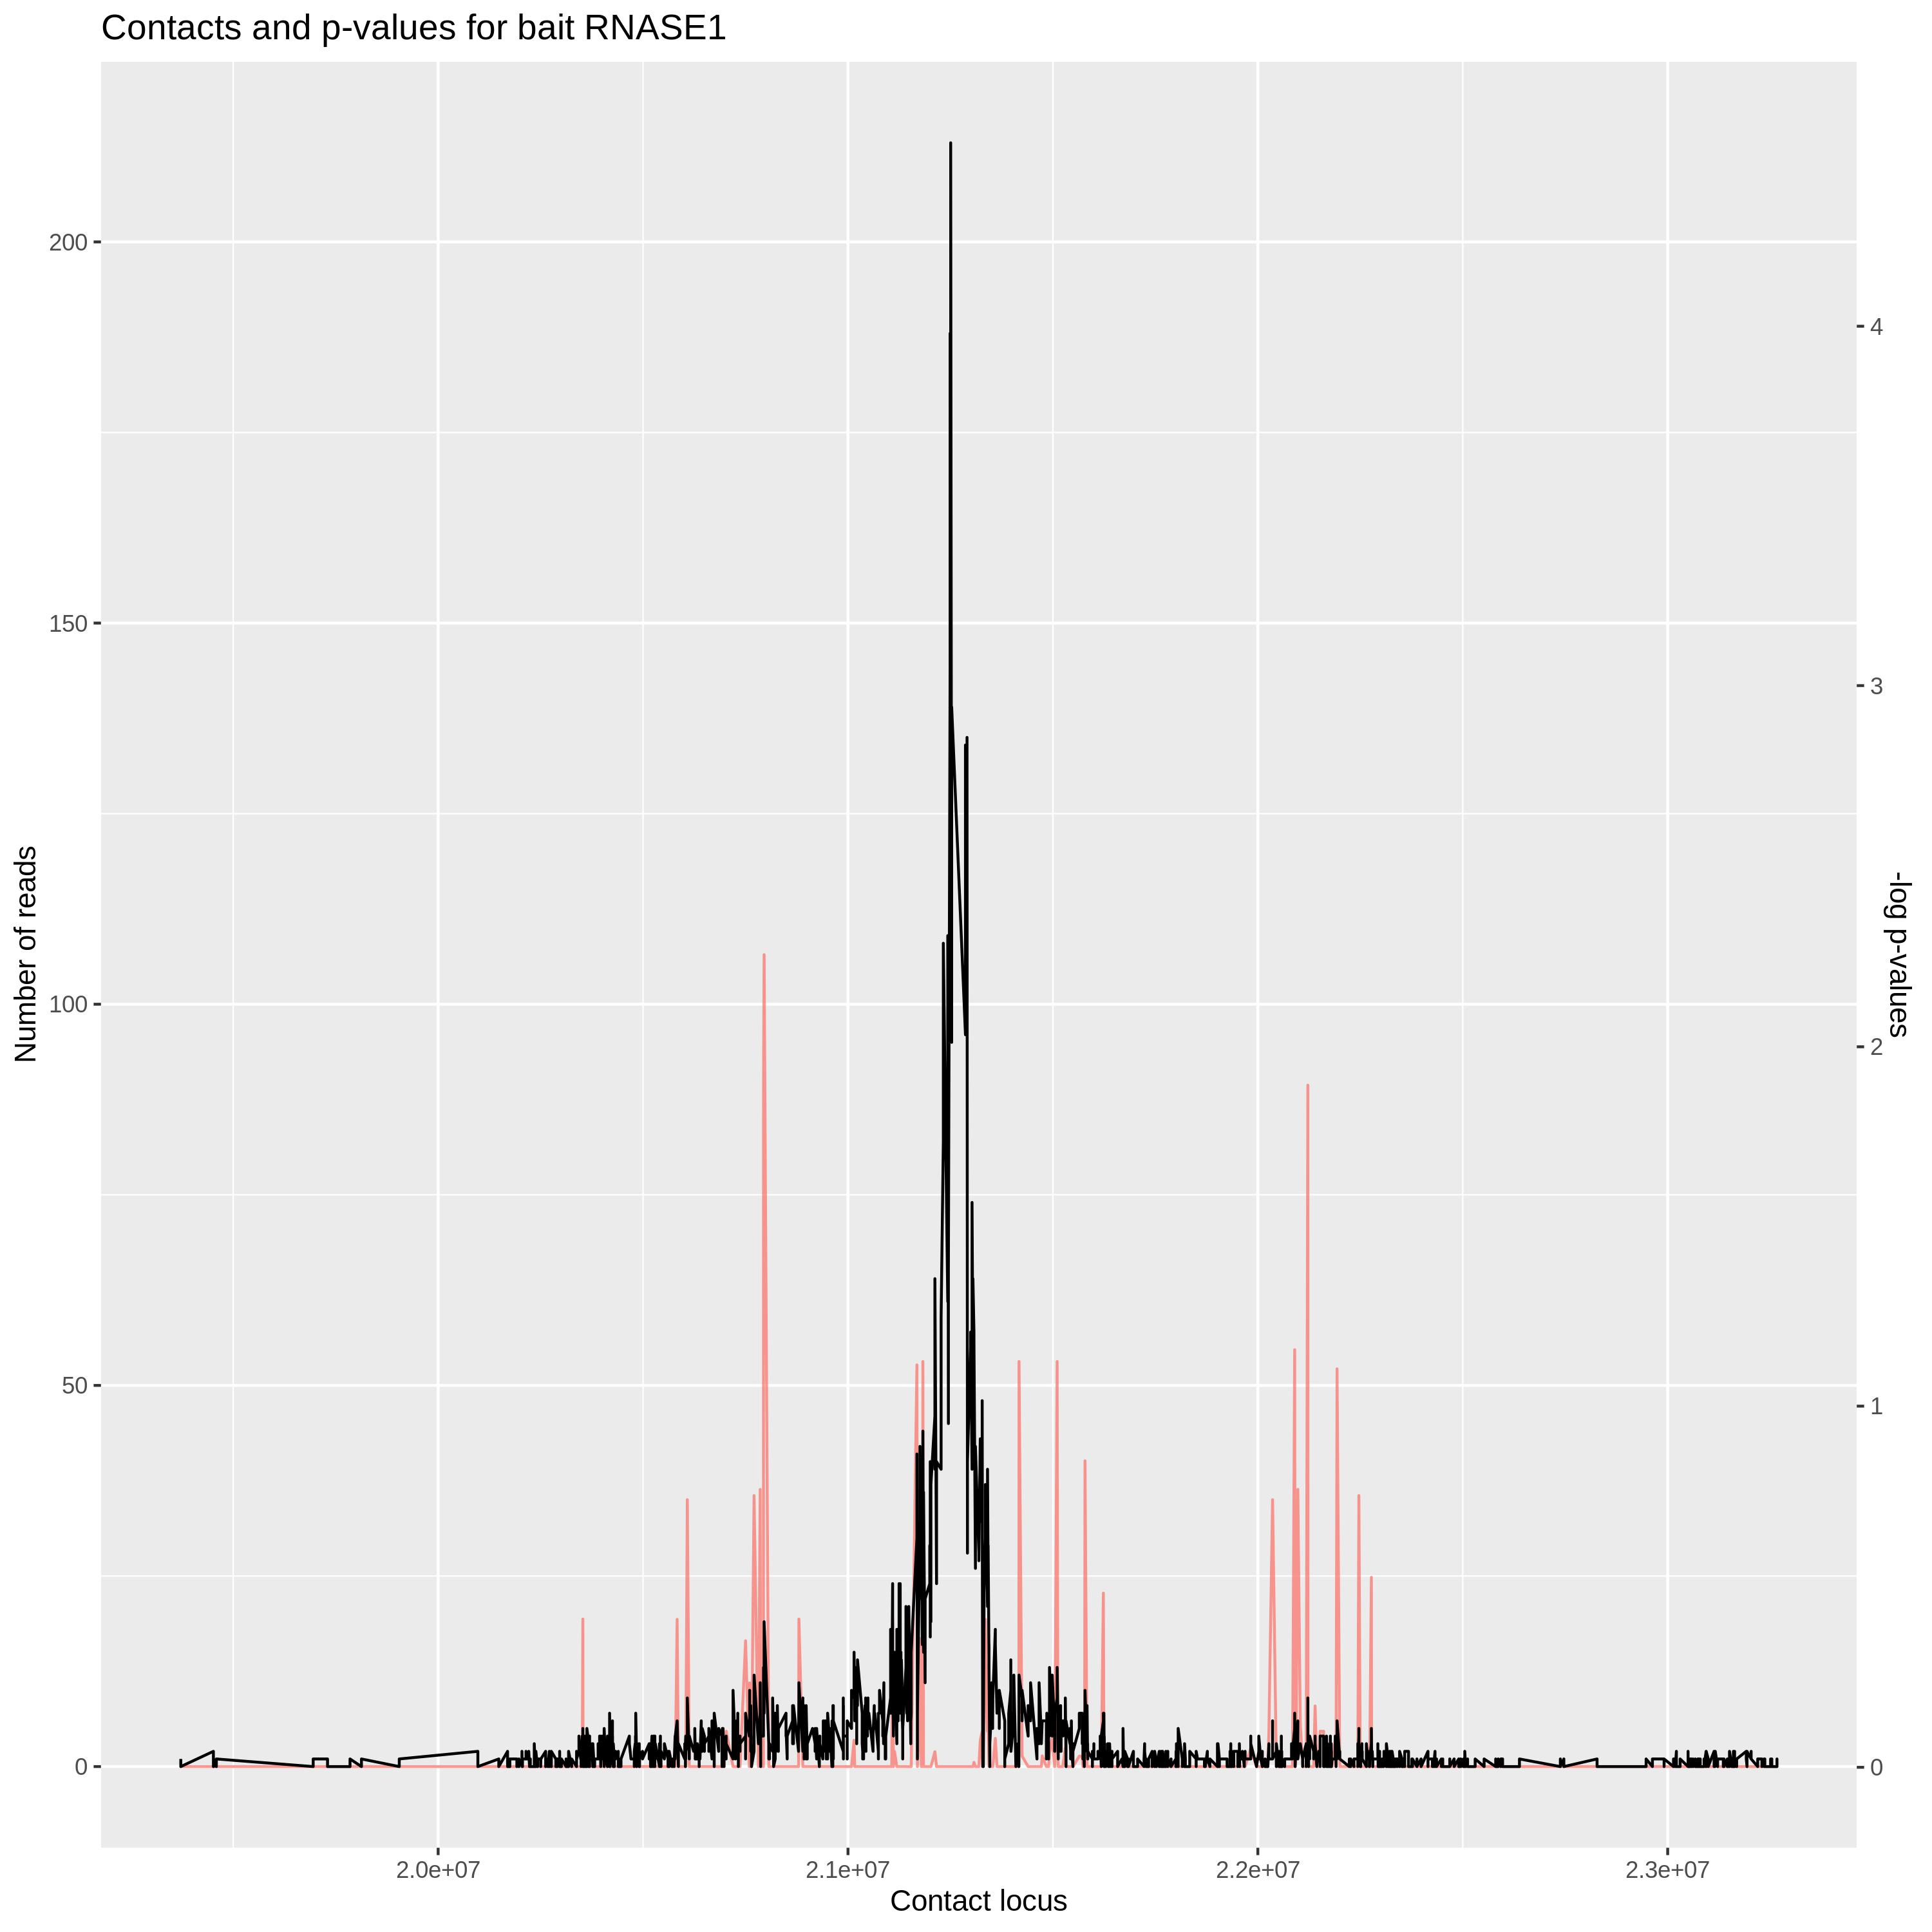 Contacts and p-values for bait RNASE1
200
150
100
50
0
Number of reads
4
3
2
1
0
-log p-values
2.0e+07
2.1e+07
2.2e+07
2.3e+07
Contact locus